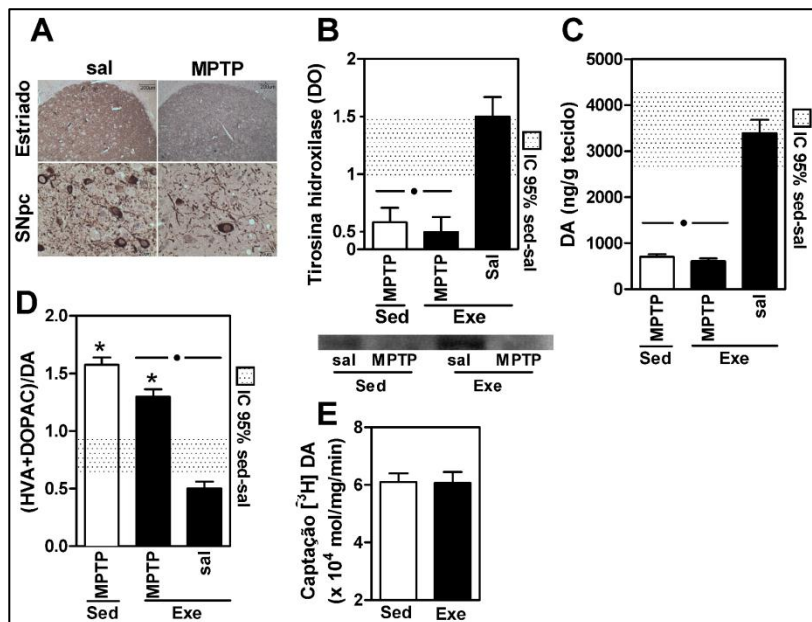 A
sal
MPTP
Estriado
200µm
200µm
SNpc
B
Tirosina hidroxilase (DO)
2.0
1.5
1.0
0.5
0
MPTP
MPTP
Sal
Sed
Exe
IC 95% sed-sal
sal
MPTP
sal
MPTP
Sed
Exe
C
DA (ng/g tecido)
5000
4000
3000
2000
1000
0
MPTP
MPTP
sal
Sed
Exe
IC 95% sed-sal
D
(HVA+DOPAC)/DA
2.0
1.5
1.0
0.5
0.0
*
*
MPTP
MPTP
sal
Sed
Exe
IC 95% sed-sal
E
Captação [³H] DA
(x 10⁴ mol/mg/min)
8
6
4
2
Sed
Exe